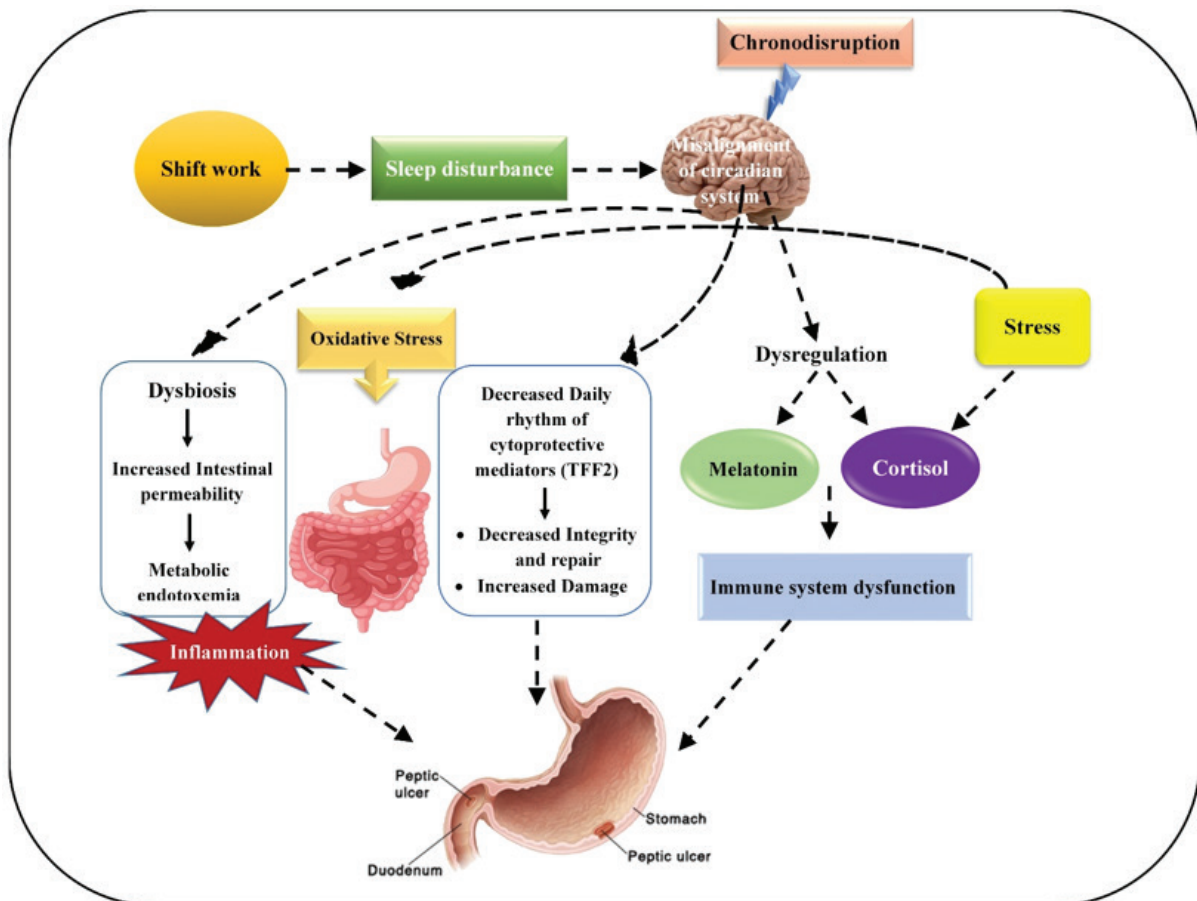 Chronodisruption
Shift work
Sleep disturbance
Misalignment
of circadian
system
Oxidative Stress
Stress
Dysregulation
Dysbiosis
Increased Intestinal
permeability
Metabolic
endotoxemia
Inflammation
Decreased Daily
rhythm of
cytoprotective
mediators (TFF2)
• Decreased Integrity
and repair
• Increased Damage
Melatonin
Cortisol
Immune system dysfunction
Peptic
ulcer
Duodenum
Stomach
Peptic ulcer